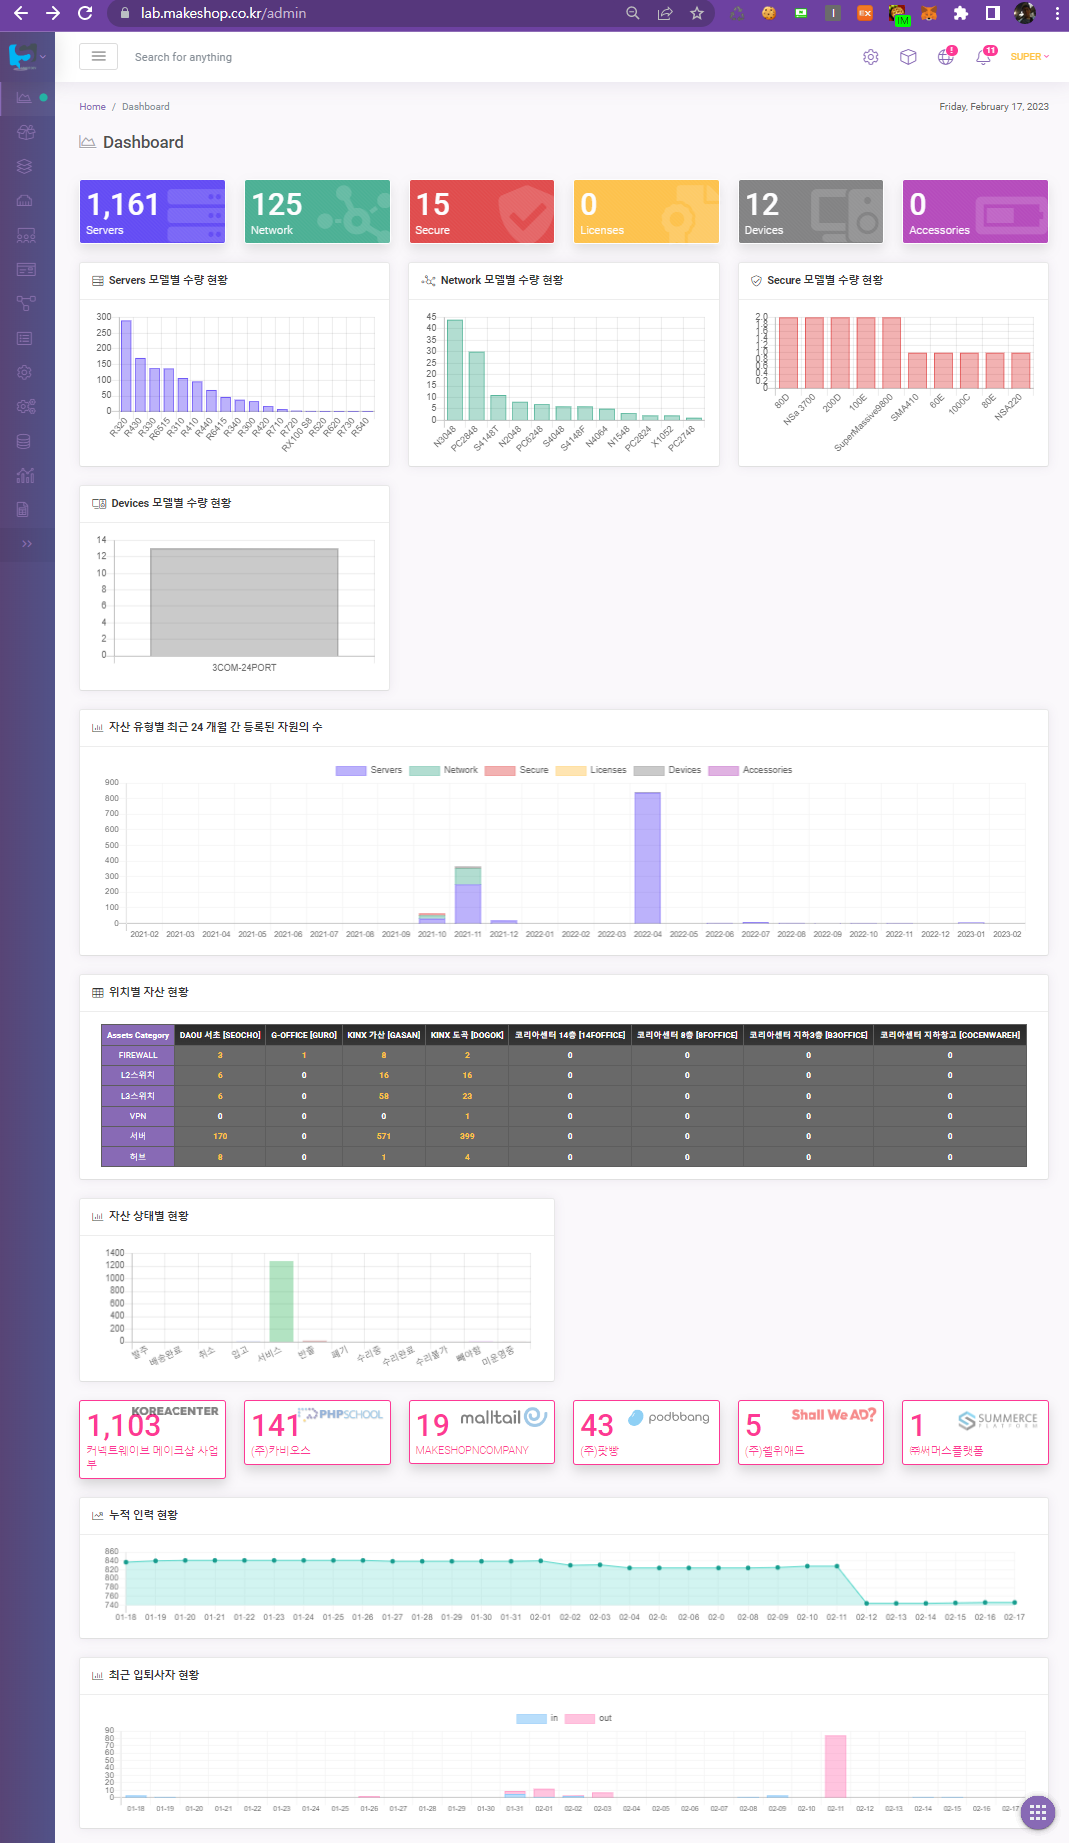 lab.makeshop.co.kr/admin
IM
Search for anything
!
11
SUPER
Home / Dashboard
Friday, February 17, 2023
Dashboard
1,161
Servers
125
Network
15
Secure
0
Licenses
12
Devices
0
Accessories
Servers 모델별 수량 현황
300
250
200
150
100
50
0
R320 R430 R330 R6515 R310 R410 R440 R6415 R340 R300 R420 R710 R720 RX100 S8 R520 R620 R730 R540
Network 모델별 수량 현황
45
40
35
30
25
20
15
10
5
0
N3048 PC2848 S4148T N2048 PC6248 S4048 S4148F N4064 N1548 PC2824 X1052 PC2748
Secure 모델별 수량 현황
2.0
1.8
1.6
1.4
1.2
1.0
0.8
0.6
0.4
0.2
0
80D NSa 3700 200D 100E SuperMassive9800 SMA410 60E 1000C 80E NSA220
Devices 모델별 수량 현황
14
12
10
8
6
4
2
0
3COM-24PORT
자산 유형별 최근 24 개월 간 등록된 자원의 수
Servers Network Secure Licenses Devices Accessories
900
800
700
600
500
400
300
200
100
0
2021-02 2021-03 2021-04 2021-05 2021-06 2021-07 2021-08 2021-09 2021-10 2021-11 2021-12 2022-01 2022-02 2022-03 2022-04 2022-05 2022-06 2022-07 2022-08 2022-09 2022-10 2022-11 2022-12 2023-01 2023-02
위치별 자산 현황
Assets Category DAOU 서초 [SEOCHO] G-OFFICE [GURO] KINX 가산 [GASAN] KINX 도곡 [DOGOK] 코리아센터 14층 [14FOFFICE] 코리아센터 8층 [8FOFFICE] 코리아센터 지하3층 [B3OFFICE] 코리아센터 지하창고 [COCENWAREH]
FIREWALL 3 1 8 2 0 0 0 0
L2스위치 6 0 16 16 0 0 0 0
L3스위치 6 0 58 23 0 0 0 0
VPN 0 0 0 1 0 0 0 0
서버 170 0 571 399 0 0 0 0
허브 8 0 1 4 0 0 0 0
자산 상태별 현황
1400
1200
1000
800
600
400
200
0
발주 배송완료 취소 입고 서비스 반출 폐기 수리중 수리완료 수리불가 빼야함 미운영중
KOREACENTER
1,103
커넥트웨이브 메이크샵 사업
부
PHPSCHOOL
141
(주)카비오스
malltail
19
MAKESHOPNCOMPANY
podbbang
43
(주)팟빵
Shall We AD?
5
(주)쉘위애드
SUMMERCE
PLATFORM
1
㈜써머스플랫폼
누적 인력 현황
860
840
820
800
780
760
740
01-18 01-19 01-20 01-21 01-22 01-23 01-24 01-25 01-26 01-27 01-28 01-29 01-30 01-31 02-01 02-02 02-03 02-04 02-0 02-06 02-0 02-08 02-09 02-10 02-11 02-12 02-13 02-14 02-15 02-16 02-17
최근 입퇴사자 현황
in out
90
80
70
60
50
40
30
20
10
0
01-18 01-19 01-20 01-21 01-22 01-23 01-24 01-25 01-26 01-27 01-28 01-29 01-30 01-31 02-01 02-02 02-03 02-04 02-05 02-06 02-07 02-08 02-09 02-10 02-11 02-12 02-13 02-14 02-15 02-16 02-17